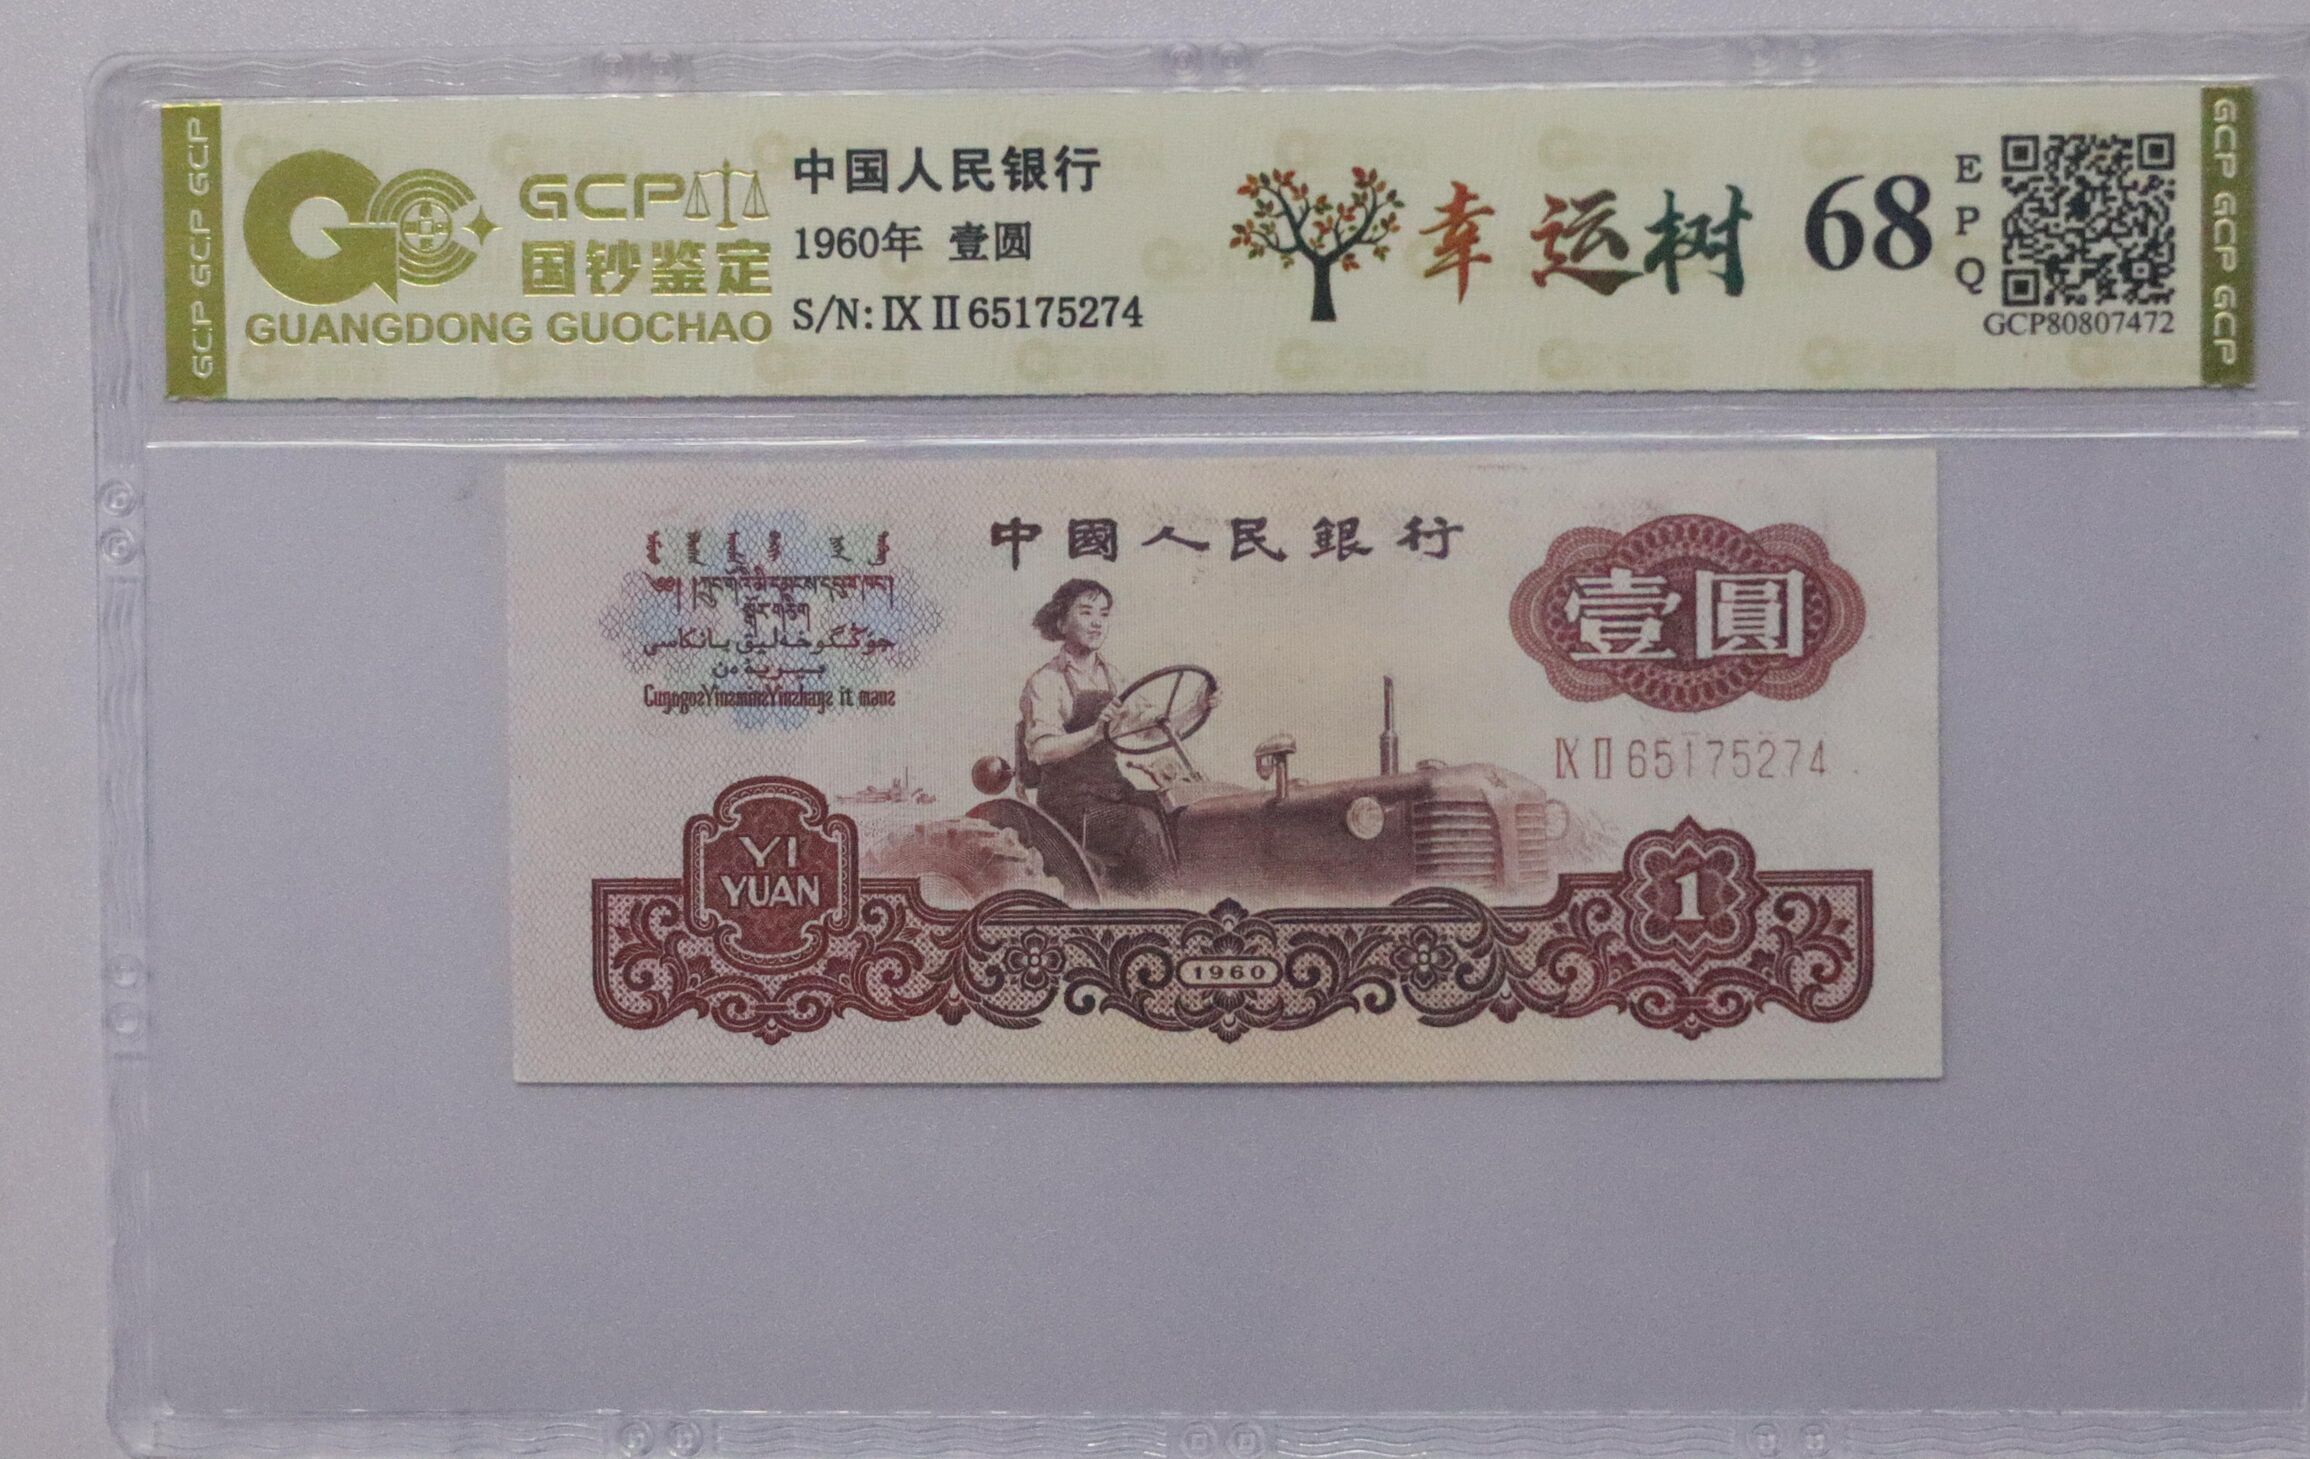 GCP GCP GCP
GCP
国钞鉴定
GUANGDONG GUOCHAO
中国人民银行
1960年 壹圆
S/N: Ⅸ Ⅱ 65175274
幸运树
68
EPQ
GCP80807472
GCP GCP GCP
中國人民銀行
壹圓
Ⅸ Ⅱ 65175274
YI
YUAN
1
1960